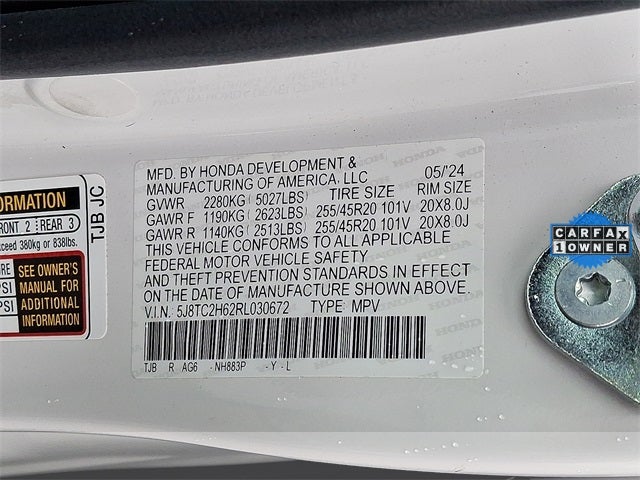 MFD. BY HONDA DEVELOPMENT &
MANUFACTURING OF AMERICA, LLC 05/'24
GVWR 2280KG ( 5027LBS) TIRE SIZE RIM SIZE
GAWR F 1190KG ( 2623LBS) 255/45R20 101V 20X8.0J
GAWR R 1140KG ( 2513LBS) 255/45R20 101V 20X8.0J
THIS VEHICLE CONFORMS TO ALL APPLICABLE
FEDERAL MOTOR VEHICLE SAFETY
AND THEFT PREVENTION STANDARDS IN EFFECT
ON THE DATE OF MANUFACTURE SHOWN ABOVE.
V.I.N. 5J8TC2H62RL030672 TYPE: MPV
TJB R AG6 -NH883P -Y -L
FRONT 2 REAR 3
exceed 380kg or 838lbs.
SEE OWNER'S
MANUAL FOR
ADDITIONAL
INFORMATION
TJB JC
CARFAX
1 OWNER